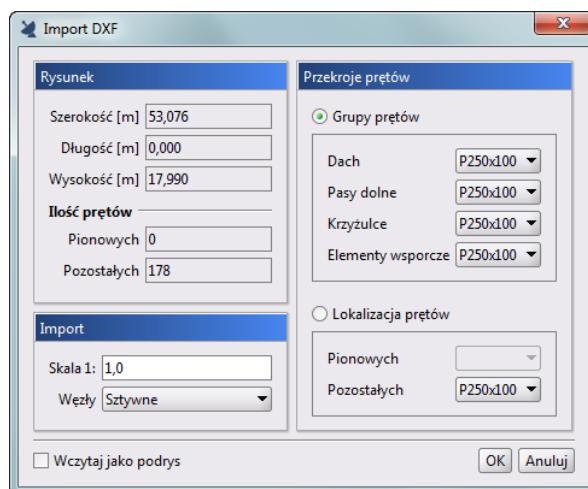 Import DXF
Rysunek
Szerokość [m] 53,076
Długość [m] 0,000
Wysokość [m] 17,990
Ilość prętów
Pionowych 0
Pozostałych 178
Import
Skala 1: 1,0
Węzły Sztywne
Przekroje prętów
Grupy prętów
Dach P250x100
Pasy dolne P250x100
Krzyżulce P250x100
Elementy wsporcze P250x100
Lokalizacja prętów
Pionowych
Pozostałych P250x100
Wczytaj jako podrys
OK Anuluj